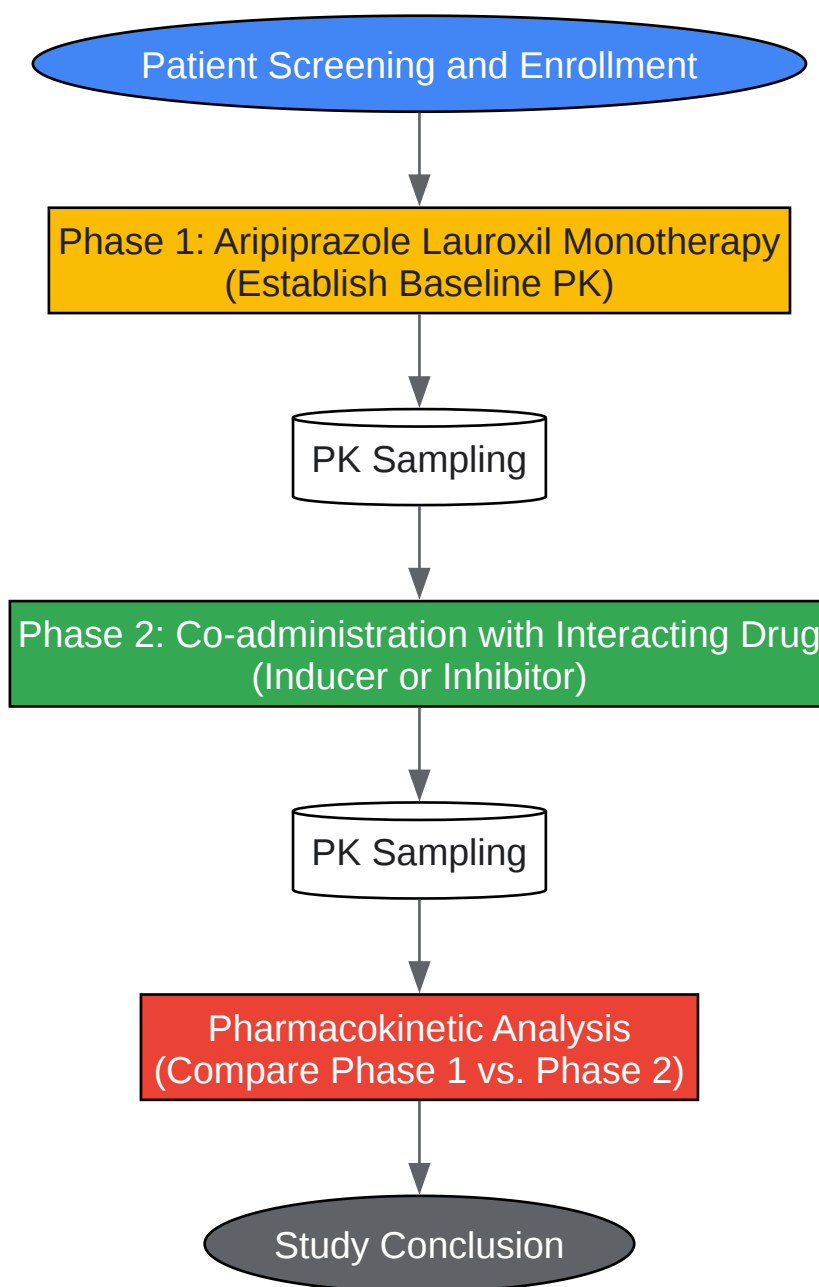 Patient Screening and Enrollment
Phase 1: Aripiprazole Lauroxil Monotherapy
(Establish Baseline PK)
PK Sampling
Phase 2: Co-administration with Interacting Drug
(Inducer or Inhibitor)
PK Sampling
Pharmacokinetic Analysis
(Compare Phase 1 vs. Phase 2)
Study Conclusion